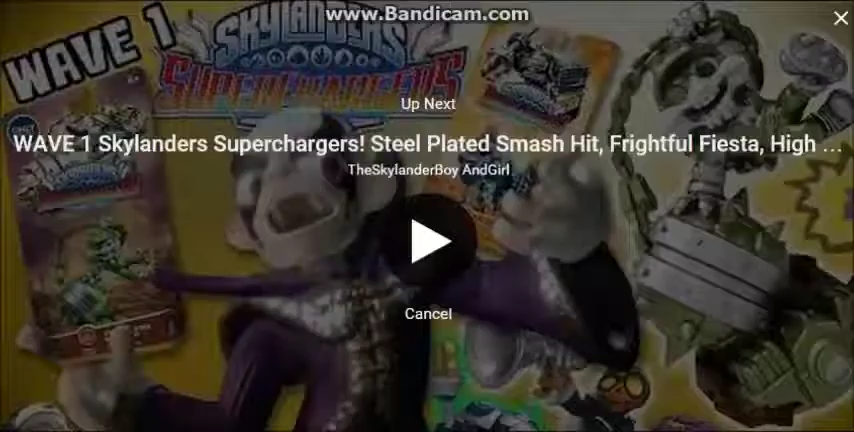 www.Bandicam.com
WAVE 1
SKYLANDERS
SUPERCHARGERS
Up Next
WAVE 1 Skylanders Superchargers! Steel Plated Smash Hit, Frightful Fiesta, High ...
TheSkylanderBoy AndGirl
Cancel